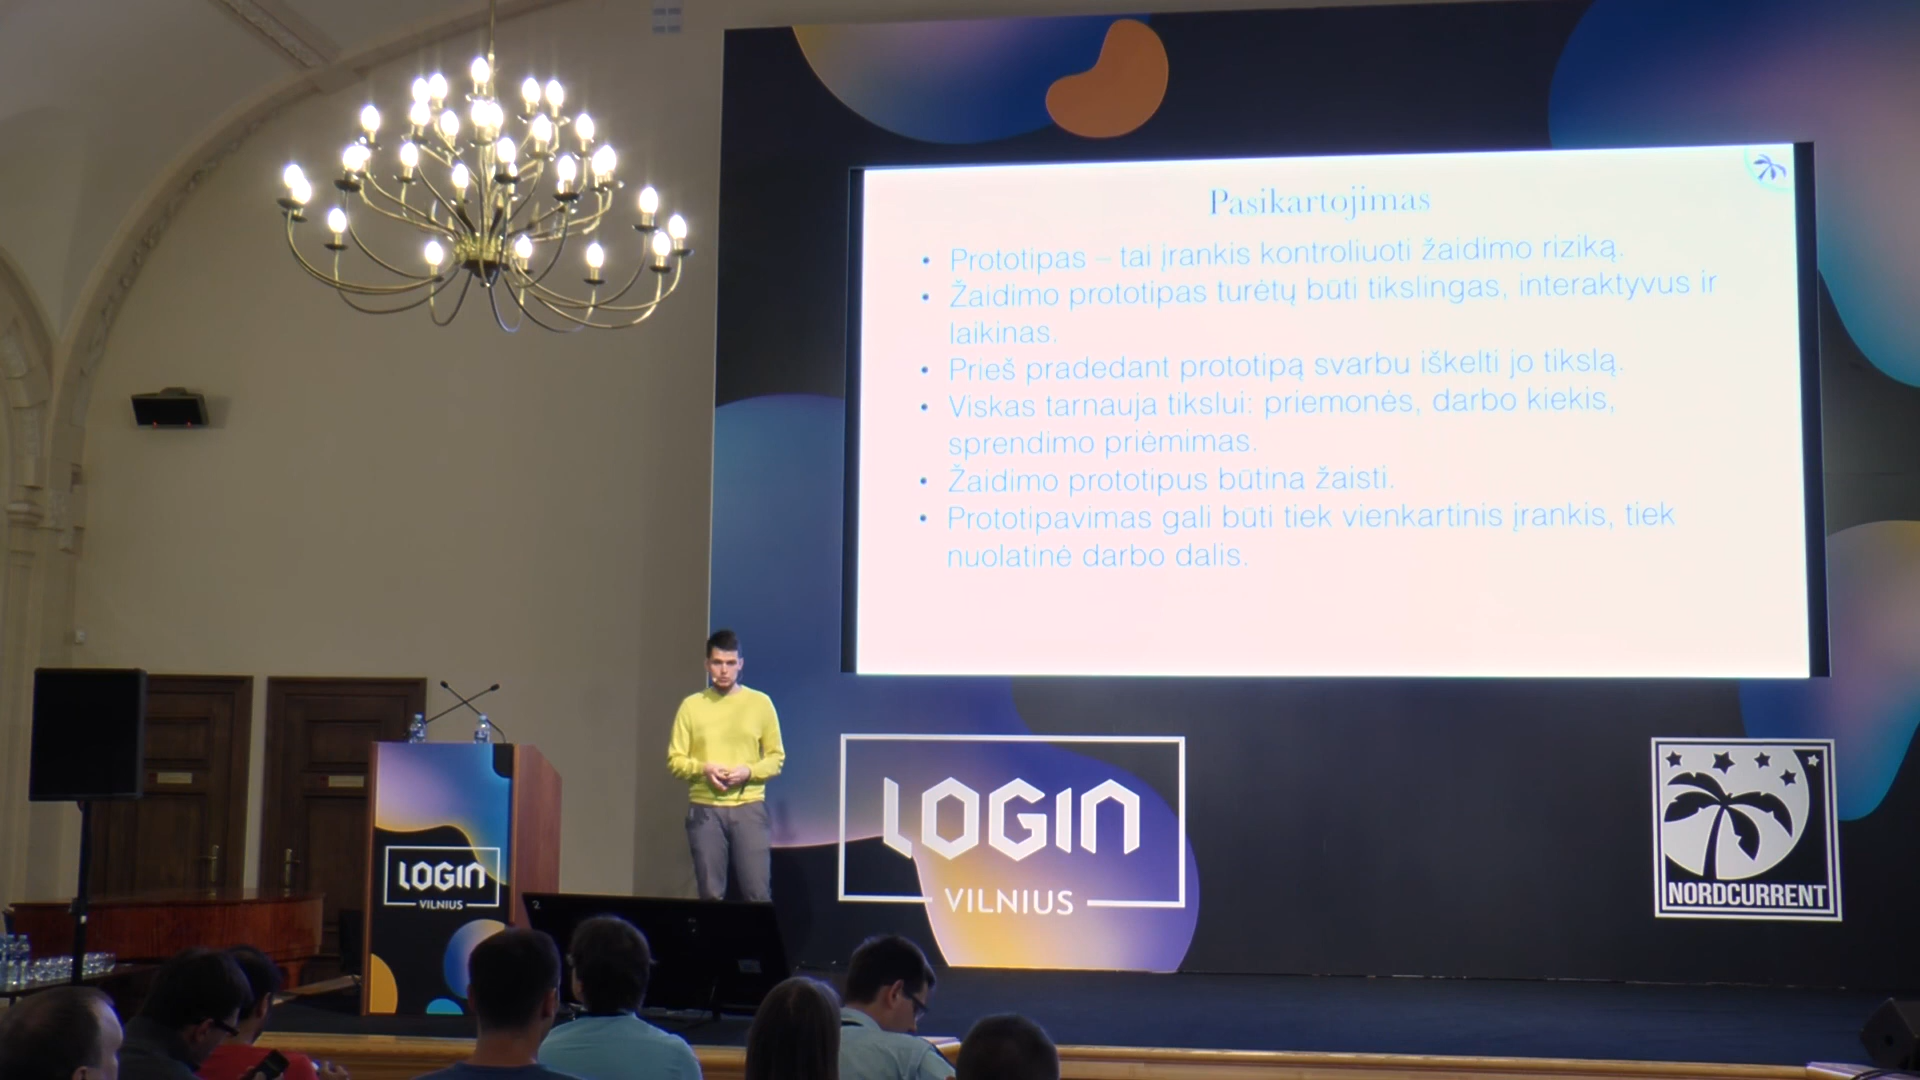 Pasikartojimas
• Prototipas – tai įrankis kontroliuoti žaidimo riziką.
• Žaidimo prototipas turėtų būti tikslingas, interaktyvus ir
laikinas.
• Prieš pradedant prototipą svarbu iškelti jo tikslą.
• Viskas tarnauja tikslui: priemonės, darbo kiekis,
sprendimo priėmimas.
• Žaidimo prototipus būtina žaisti.
• Prototipavimas gali būti tiek vienkartinis įrankis, tiek
nuolatinė darbo dalis.
LOGIN
VILNIUS
NORDCURRENT
LOGIN
VILNIUS
2